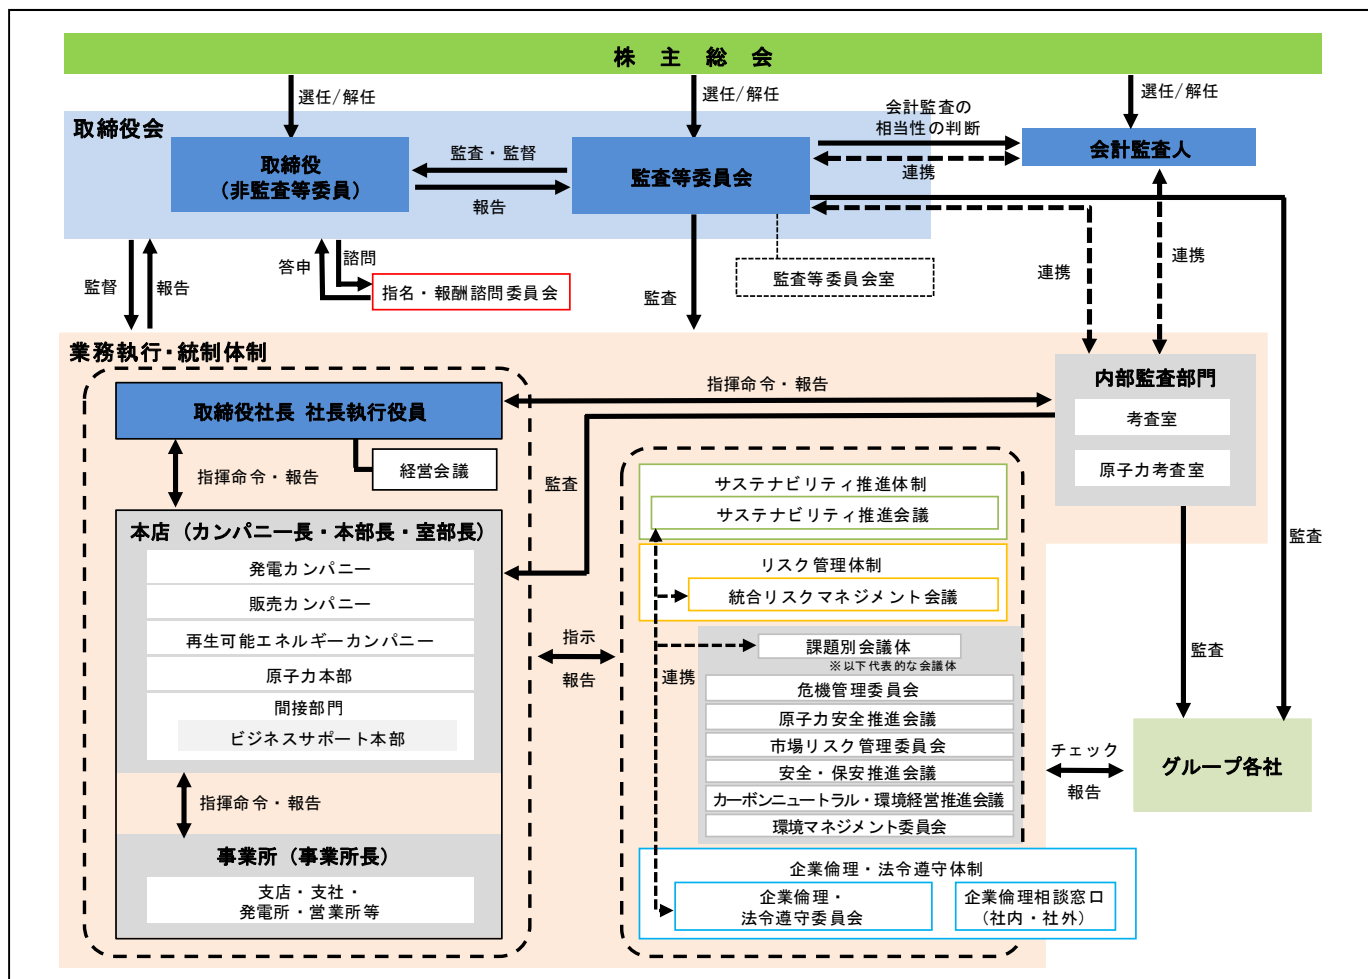 株 主 総 会
選任/解任
選任/解任
選任/解任
取締役会
会計監査の
相当性の判断
取締役
(非監査等委員)
監査・監督
報告
監査等委員会
連携
会計監査人
監督
報告
答申
諮問
指名・報酬諮問委員会
監査
監査等委員会室
連携
連携
業務執行・統制体制
取締役社長 社長執行役員
指揮命令・報告
内部監査部門
考査室
原子力考査室
経営会議
指揮命令・報告
監査
本店(カンパニー長・本部長・室部長)
発電カンパニー
販売カンパニー
再生可能エネルギーカンパニー
原子力本部
間接部門
ビジネスサポート本部
指揮命令・報告
事業所(事業所長)
支店・支社・
発電所・営業所等
指示
報告
サステナビリティ推進体制
サステナビリティ推進会議
リスク管理体制
統合リスクマネジメント会議
連携
課題別会議体
※以下代表的な会議体
危機管理委員会
原子力安全推進会議
市場リスク管理委員会
安全・保安推進会議
カーボンニュートラル・環境経営推進会議
環境マネジメント委員会
企業倫理・法令遵守体制
企業倫理・
法令遵守委員会
企業倫理相談窓口
(社内・社外)
監査
監査
チェック
報告
グループ各社